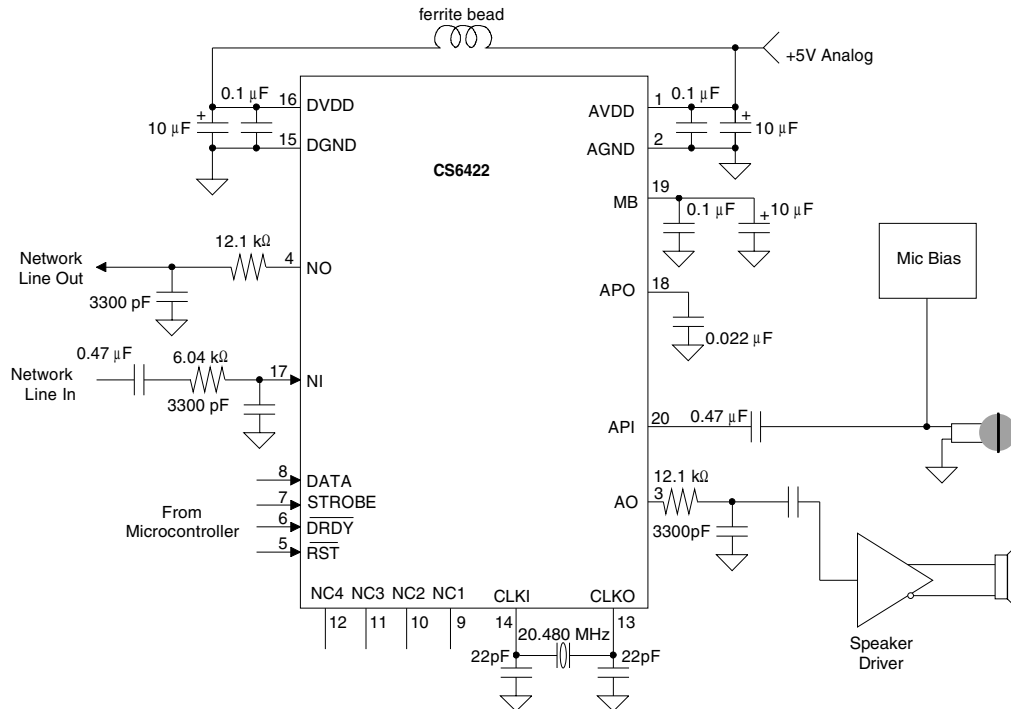 ferrite bead
+5V Analog
0.1 µF
16
DVDD
10 µF
+
15
DGND
CS6422
AVDD
1
0.1 µF
+
10 µF
AGND
2
MB
19
0.1 µF
+
10 µF
Network
Line Out
12.1 kΩ
4
NO
3300 pF
APO
18
0.022 µF
Mic Bias
0.47 µF
6.04 kΩ
Network
Line In
17
NI
3300 pF
API
20
0.47 µF
8
DATA
7
STROBE
From
Microcontroller
6
DRDY
5
RST
12.1 kΩ
AO
3
3300pF
NC4
NC3
NC2
NC1
CLKI
CLKO
12
11
10
9
14
13
20.480 MHz
22pF
22pF
Speaker
Driver